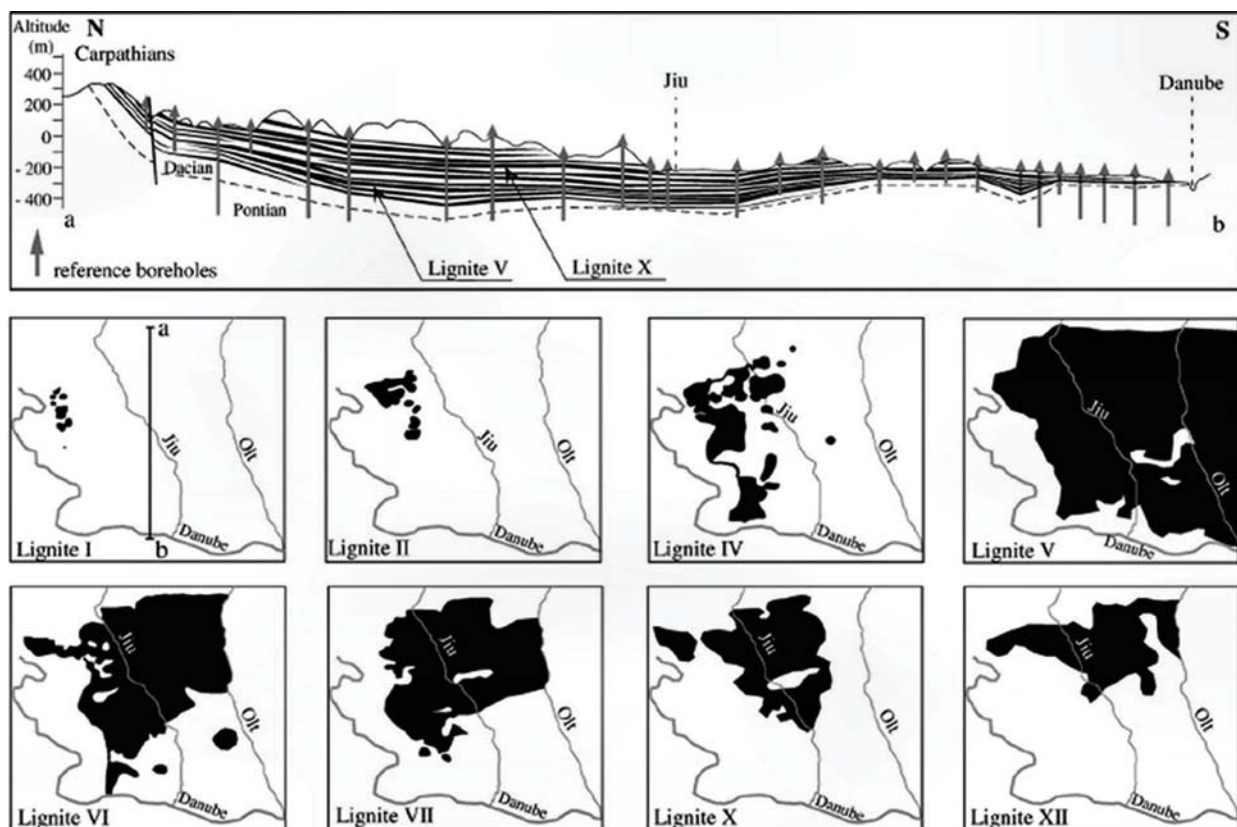 Altitude N S
(m) Carpathians
400
200
0
- 200
- 400
Jiu
Danube
Dacian
Pontian
a
b
reference boreholes
Lignite V
Lignite X
a
Jiu
Olt
b
Danube
Lignite I
Jiu
Olt
Danube
Lignite II
Jiu
Olt
Danube
Lignite IV
Jiu
Olt
Danube
Lignite V
Jiu
Olt
Danube
Lignite VI
Jiu
Olt
Danube
Lignite VII
Jiu
Olt
Danube
Lignite X
Jiu
Olt
Danube
Lignite XII